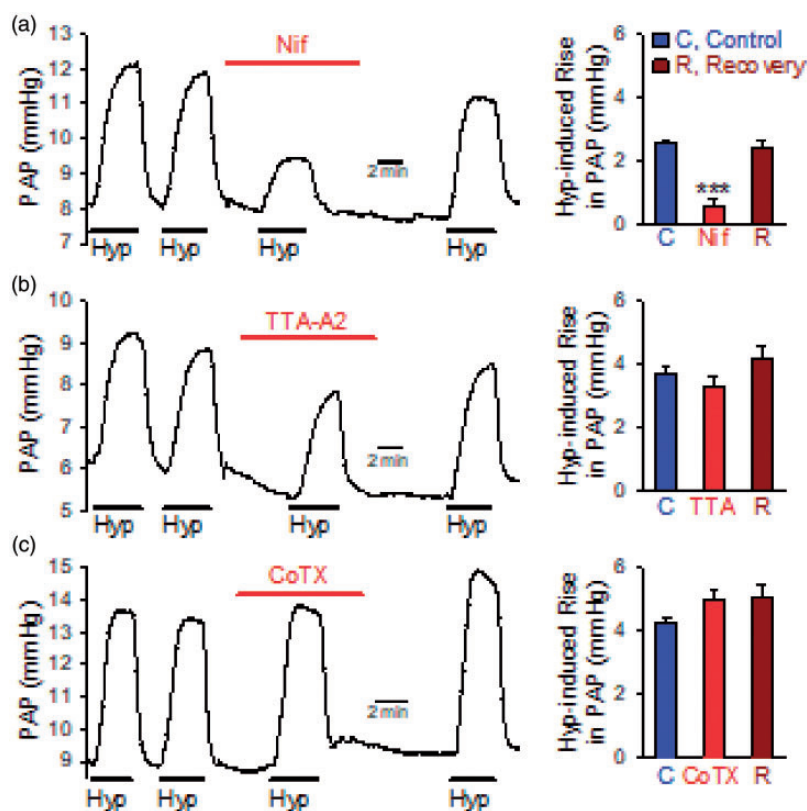 (a)
Nif
PAP (mmHg)
13
12
11
10
9
8
7
2 min
Hyp Hyp Hyp Hyp
Hyp-induced Rise
in PAP (mmHg)
6
4
2
0
C, Control
R, Recovery
***
C Nif R
(b)
TTA-A2
PAP (mmHg)
10
9
8
7
6
5
2 min
Hyp Hyp Hyp Hyp
Hyp-induced Rise
in PAP (mmHg)
6
4
2
0
C TTA R
(c)
CoTX
PAP (mmHg)
15
14
13
12
11
10
9
2 min
Hyp Hyp Hyp Hyp
Hyp-induced Rise
in PAP (mmHg)
6
4
2
0
C CoTX R